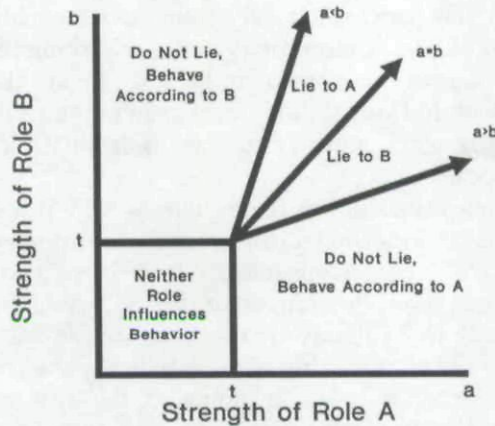 b
a<b
Do Not Lie,
Behave
According to B
Lie to A
a=b
Lie to B
a>b
Strength of Role B
t
Do Not Lie,
Behave According to A
Neither
Role
Influences
Behavior
t
a
Strength of Role A